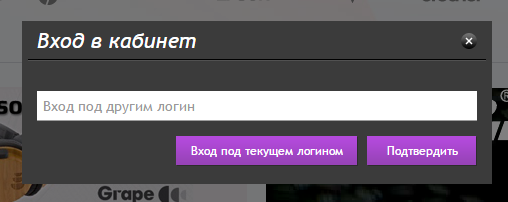 Вход в кабинет
Вход под другим логин
Вход под текущем логином
Подтвердить
Grape